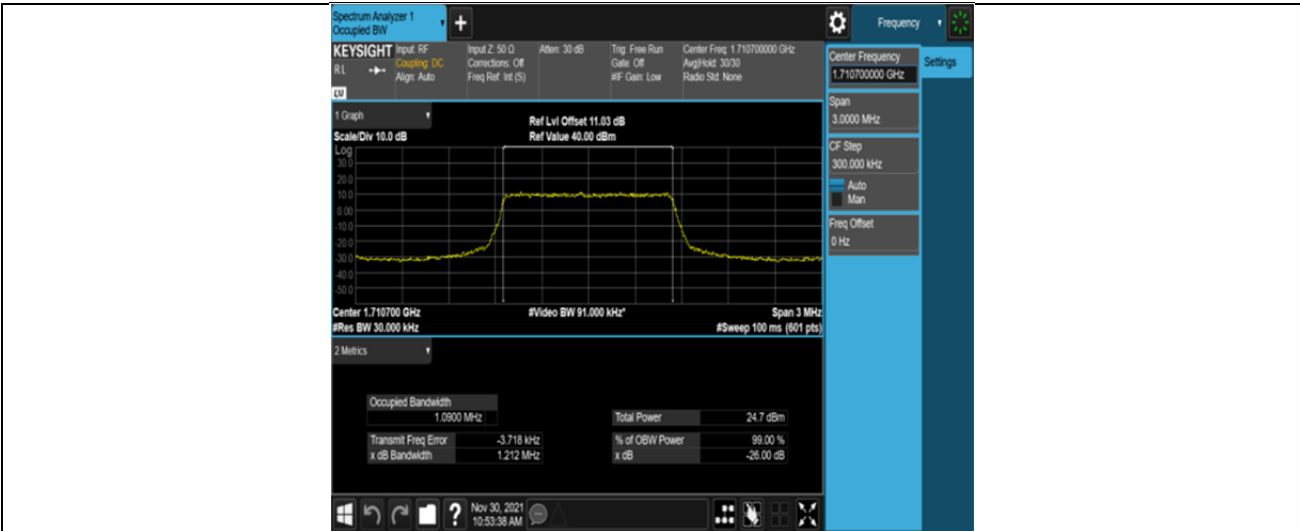 Spectrum Analyzer 1
Occupied BW
+
Frequency
KEYSIGHT
R L
Input: RF
Coupling: DC
Align: Auto
Input Z: 50 Ω
Corrections: Off
Freq Ref: Int (S)
Atten: 30 dB
Trig: Free Run
Gate: Off
#IF Gain: Low
Center Freq: 1.710700000 GHz
Avg|Hold: 30/30
Radio Std: None
Center Frequency
1.710700000 GHz
Settings
Span
3.0000 MHz
CF Step
300.000 kHz
Auto
Man
Freq Offset
0 Hz
1 Graph
Scale/Div 10.0 dB
Ref Lvl Offset 11.03 dB
Ref Value 40.00 dBm
Log
30.0
20.0
10.0
0.00
-10.0
-20.0
-30.0
-40.0
-50.0
Center 1.710700 GHz
#Res BW 30.000 kHz
#Video BW 91.000 kHz*
Span 3 MHz
#Sweep 100 ms (601 pts)
2 Metrics
Occupied Bandwidth
1.0900 MHz
Transmit Freq Error -3.718 kHz
x dB Bandwidth 1.212 MHz
Total Power 24.7 dBm
% of OBW Power 99.00 %
x dB -26.00 dB
?
Nov 30, 2021
10:53:38 AM